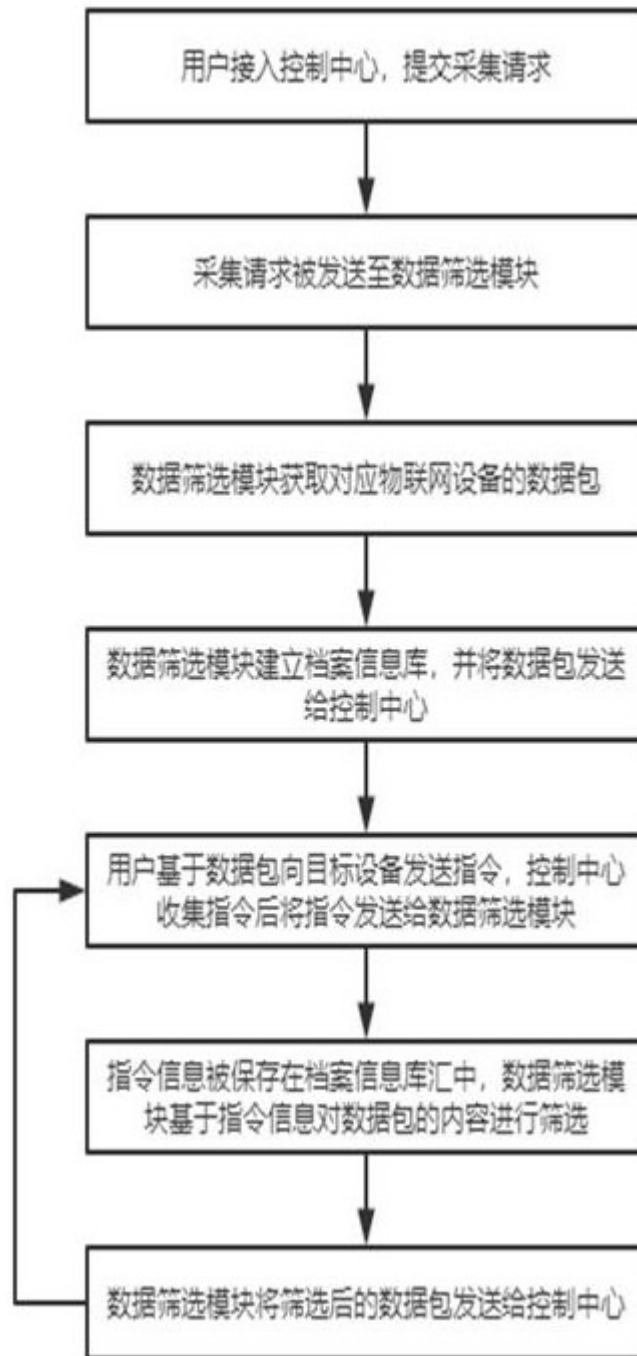 用户接入控制中心，提交采集请求
采集请求被发送至数据筛选模块
数据筛选模块获取对应物联网设备的数据包
数据筛选模块建立档案信息库，并将数据包发送
给控制中心
用户基于数据包向目标设备发送指令，控制中心
收集指令后将指令发送给数据筛选模块
指令信息被保存在档案信息库汇中，数据筛选模
块基于指令信息对数据包的内容进行筛选
数据筛选模块将筛选后的数据包发送给控制中心